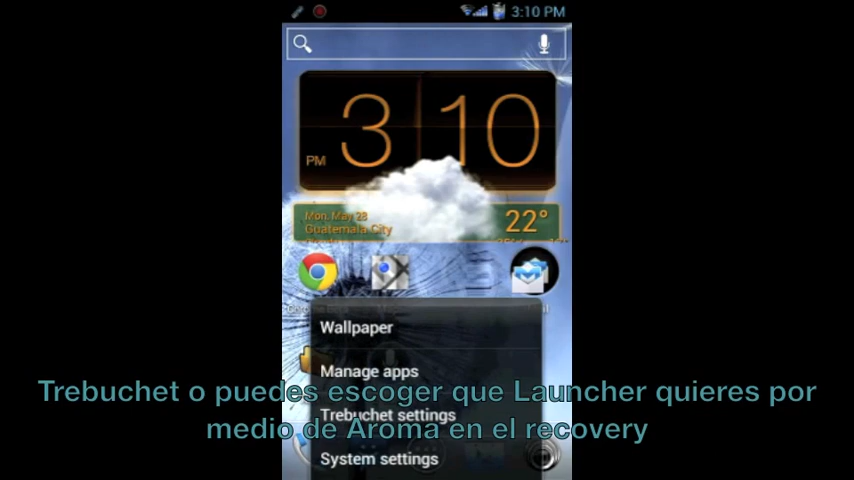 3:10 PM
3 10
PM
Mon, May 28
Guatemala City
22°
Wallpaper
Manage apps
Trebuchet settings
System settings
Trebuchet o puedes escoger que Launcher quieres por
medio de Aroma en el recovery